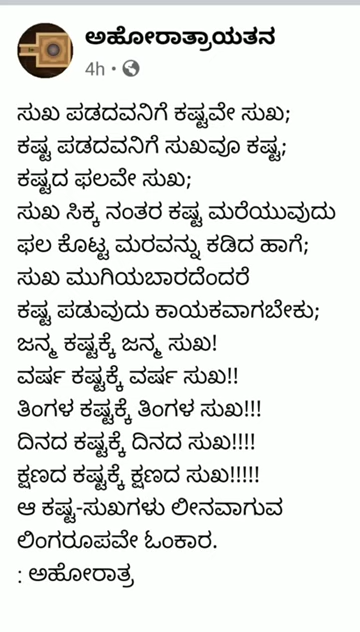 ಅಹೋರಾತ್ರಾಯತನ
4h •
ಸುಖ ಪಡದವನಿಗೆ ಕಷ್ಟವೇ ಸುಖ;
ಕಷ್ಟ ಪಡದವನಿಗೆ ಸುಖವೂ ಕಷ್ಟ;
ಕಷ್ಟದ ಫಲವೇ ಸುಖ;
ಸುಖ ಸಿಕ್ಕ ನಂತರ ಕಷ್ಟ ಮರೆಯುವುದು
ಫಲ ಕೊಟ್ಟ ಮರವನ್ನು ಕಡಿದ ಹಾಗೆ;
ಸುಖ ಮುಗಿಯಬಾರದೆಂದರೆ
ಕಷ್ಟ ಪಡುವುದು ಕಾಯಕವಾಗಬೇಕು;
ಜನ್ಮ ಕಷ್ಟಕ್ಕೆ ಜನ್ಮ ಸುಖ!
ವರ್ಷ ಕಷ್ಟಕ್ಕೆ ವರ್ಷ ಸುಖ!!
ತಿಂಗಳ ಕಷ್ಟಕ್ಕೆ ತಿಂಗಳ ಸುಖ!!!
ದಿನದ ಕಷ್ಟಕ್ಕೆ ದಿನದ ಸುಖ!!!!
ಕ್ಷಣದ ಕಷ್ಟಕ್ಕೆ ಕ್ಷಣದ ಸುಖ!!!!!
ಆ ಕಷ್ಟ-ಸುಖಗಳು ಲೀನವಾಗುವ
ಲಿಂಗರೂಪವೇ ಓಂಕಾರ.
: ಅಹೋರಾತ್ರ